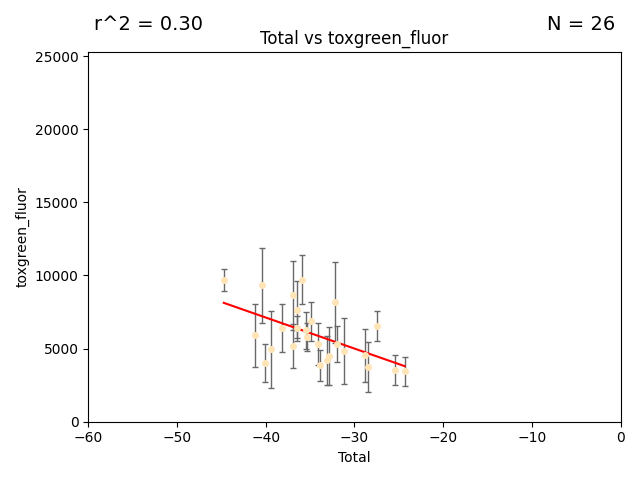 r^2 = 0.30
N = 26
Total vs toxgreen_fluor
25000
20000
15000
10000
5000
0
toxgreen_fluor
−60
−50
−40
−30
−20
−10
0
Total